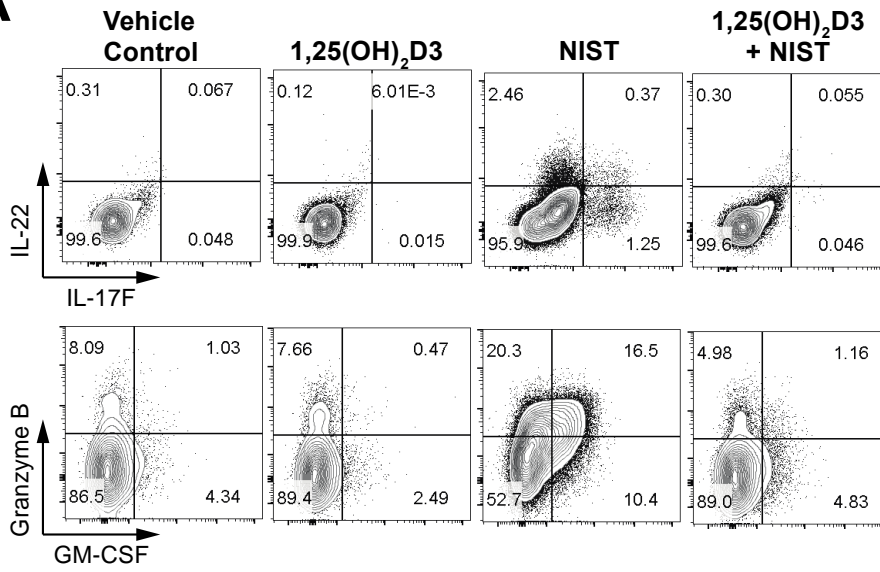 A
Vehicle
Control
1,25(OH)2D3
NIST
1,25(OH)2D3
+ NIST
0.31
0.067
99.6
0.048
0.12
6.01E-3
99.9
0.015
2.46
0.37
95.9
1.25
0.30
0.055
99.6
0.046
IL-22
IL-17F
8.09
1.03
86.5
4.34
7.66
0.47
89.4
2.49
20.3
16.5
52.7
10.4
4.98
1.16
89.0
4.83
Granzyme B
GM-CSF